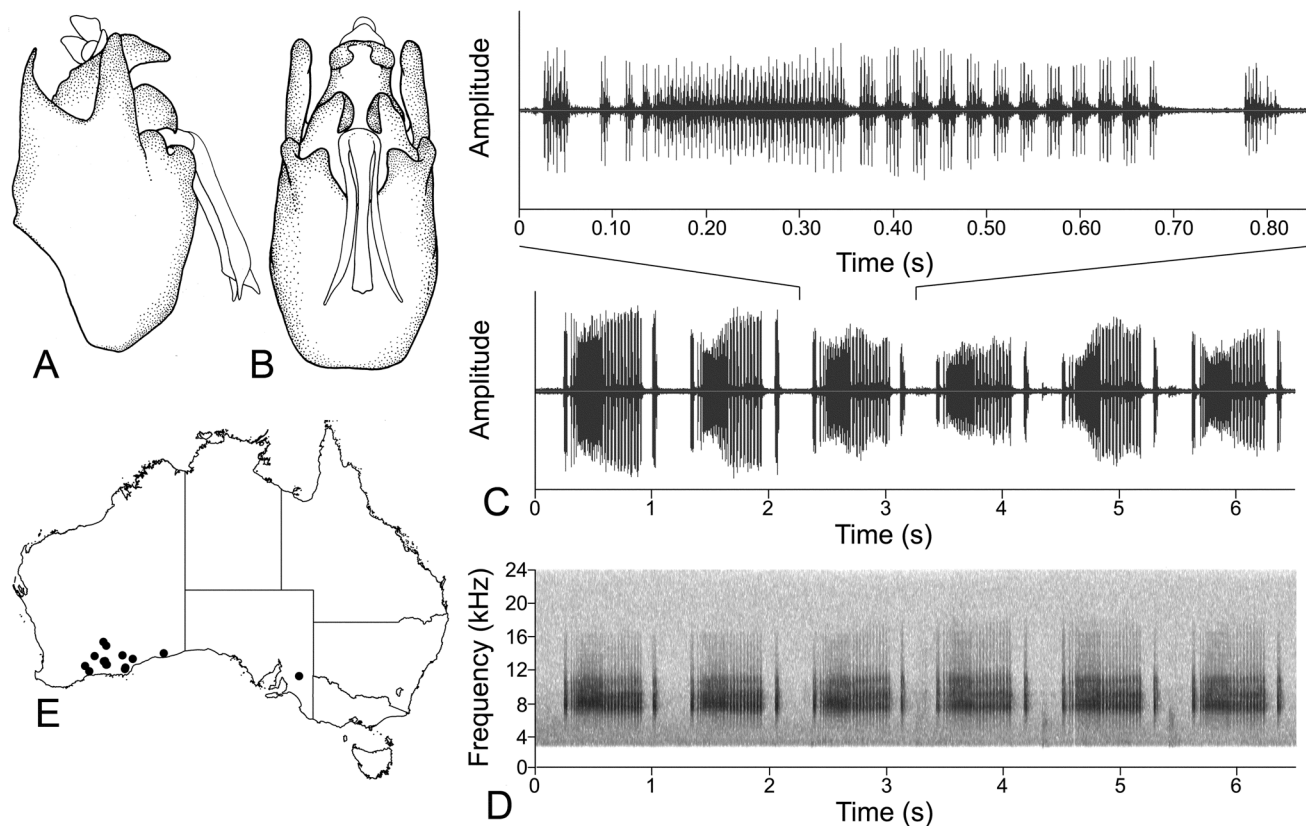 A
B
Amplitude
0 0.10 0.20 0.30 0.40 0.50 0.60 0.70 0.80
Time (s)
Amplitude
C
0 1 2 3 4 5 6
Time (s)
E
Frequency (kHz)
24
20
16
12
8
4
0
D
0 1 2 3 4 5 6
Time (s)